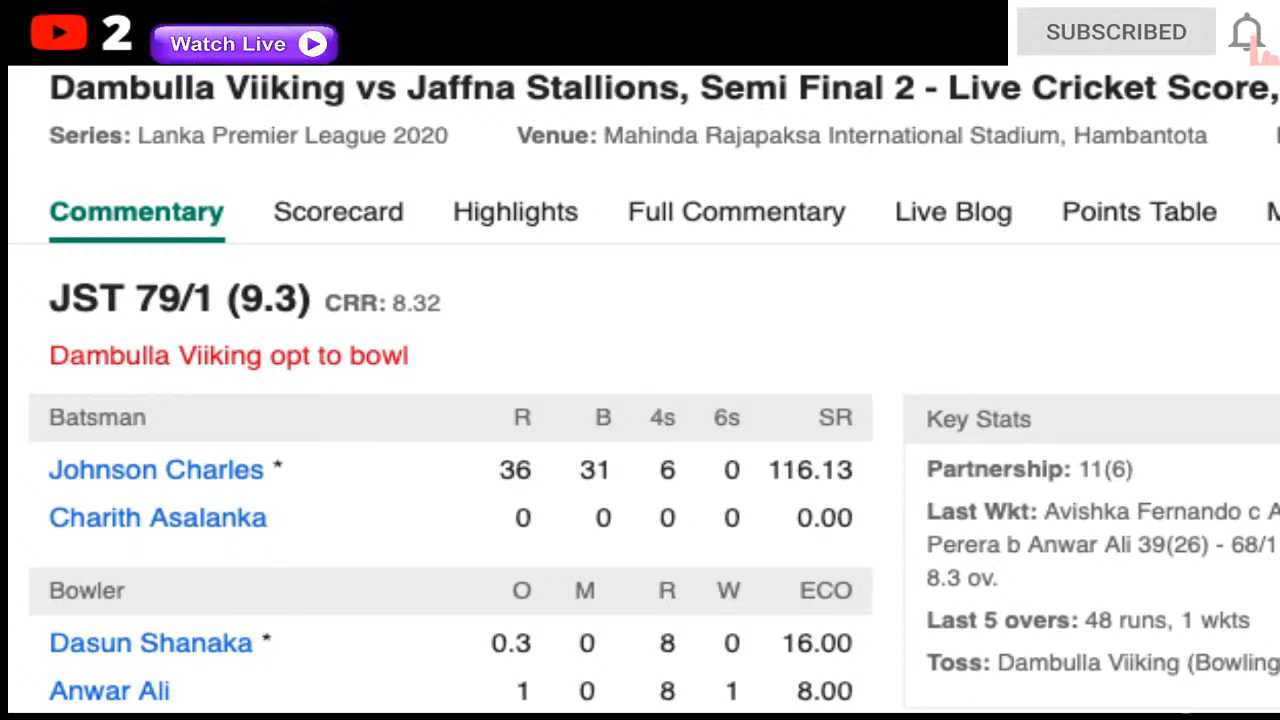 2 Watch Live SUBSCRIBED
Dambulla Viiking vs Jaffna Stallions, Semi Final 2 - Live Cricket Score,
Series: Lanka Premier League 2020 Venue: Mahinda Rajapaksa International Stadium, Hambantota
Commentary Scorecard Highlights Full Commentary Live Blog Points Table
JST 79/1 (9.3) CRR: 8.32
Dambulla Viiking opt to bowl
Batsman R B 4s 6s SR
Johnson Charles * 36 31 6 0 116.13
Charith Asalanka 0 0 0 0 0.00
Bowler O M R W ECO
Dasun Shanaka * 0.3 0 8 0 16.00
Anwar Ali 1 0 8 1 8.00
Key Stats
Partnership: 11(6)
Last Wkt: Avishka Fernando c A
Perera b Anwar Ali 39(26) - 68/1
8.3 ov.
Last 5 overs: 48 runs, 1 wkts
Toss: Dambulla Viiking (Bowling